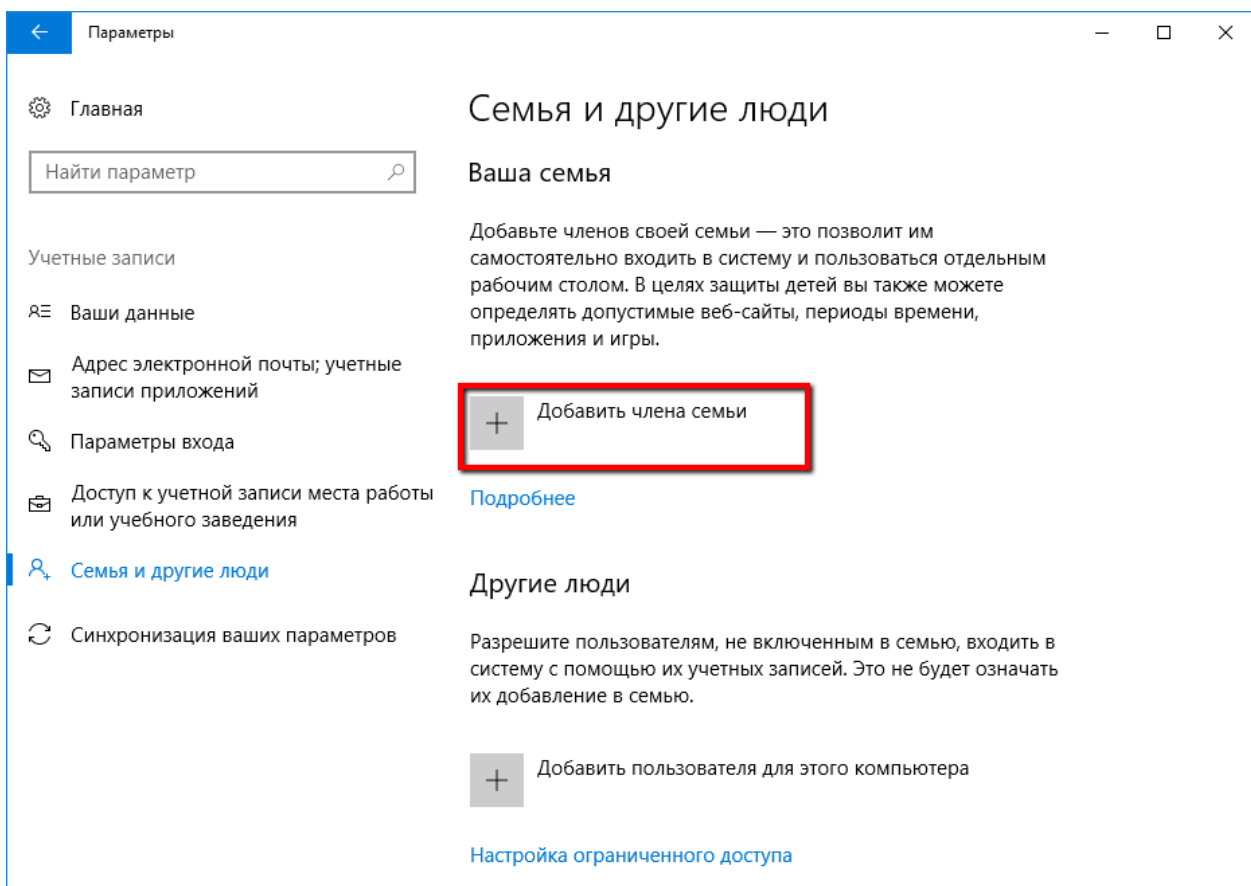 Параметры
Главная
Найти параметр
Учетные записи
Ваши данные
Адрес электронной почты; учетные
записи приложений
Параметры входа
Доступ к учетной записи места работы
или учебного заведения
Семья и другие люди
Синхронизация ваших параметров
Семья и другие люди
Ваша семья
Добавьте членов своей семьи — это позволит им
самостоятельно входить в систему и пользоваться отдельным
рабочим столом. В целях защиты детей вы также можете
определять допустимые веб-сайты, периоды времени,
приложения и игры.
Добавить члена семьи
Подробнее
Другие люди
Разрешите пользователям, не включенным в семью, входить в
систему с помощью их учетных записей. Это не будет означать
их добавление в семью.
Добавить пользователя для этого компьютера
Настройка ограниченного доступа